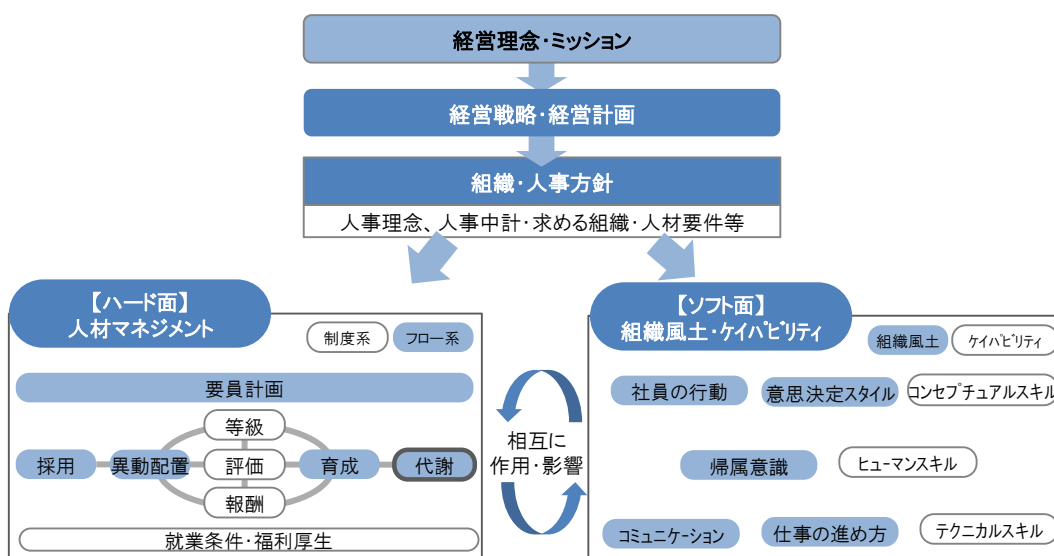 経営理念・ミッション
経営戦略・経営計画
組織・人事方針
人事理念、人事中計・求める組織・人材要件等
【ハード面】
人材マネジメント
制度系
フロー系
要員計画
等級
採用
異動配置
評価
育成
代謝
報酬
就業条件・福利厚生
相互に
作用・影響
【ソフト面】
組織風土・ケイパビリティ
組織風土
ケイパビリティ
社員の行動
意思決定スタイル
コンセプチュアルスキル
帰属意識
ヒューマンスキル
コミュニケーション
仕事の進め方
テクニカルスキル